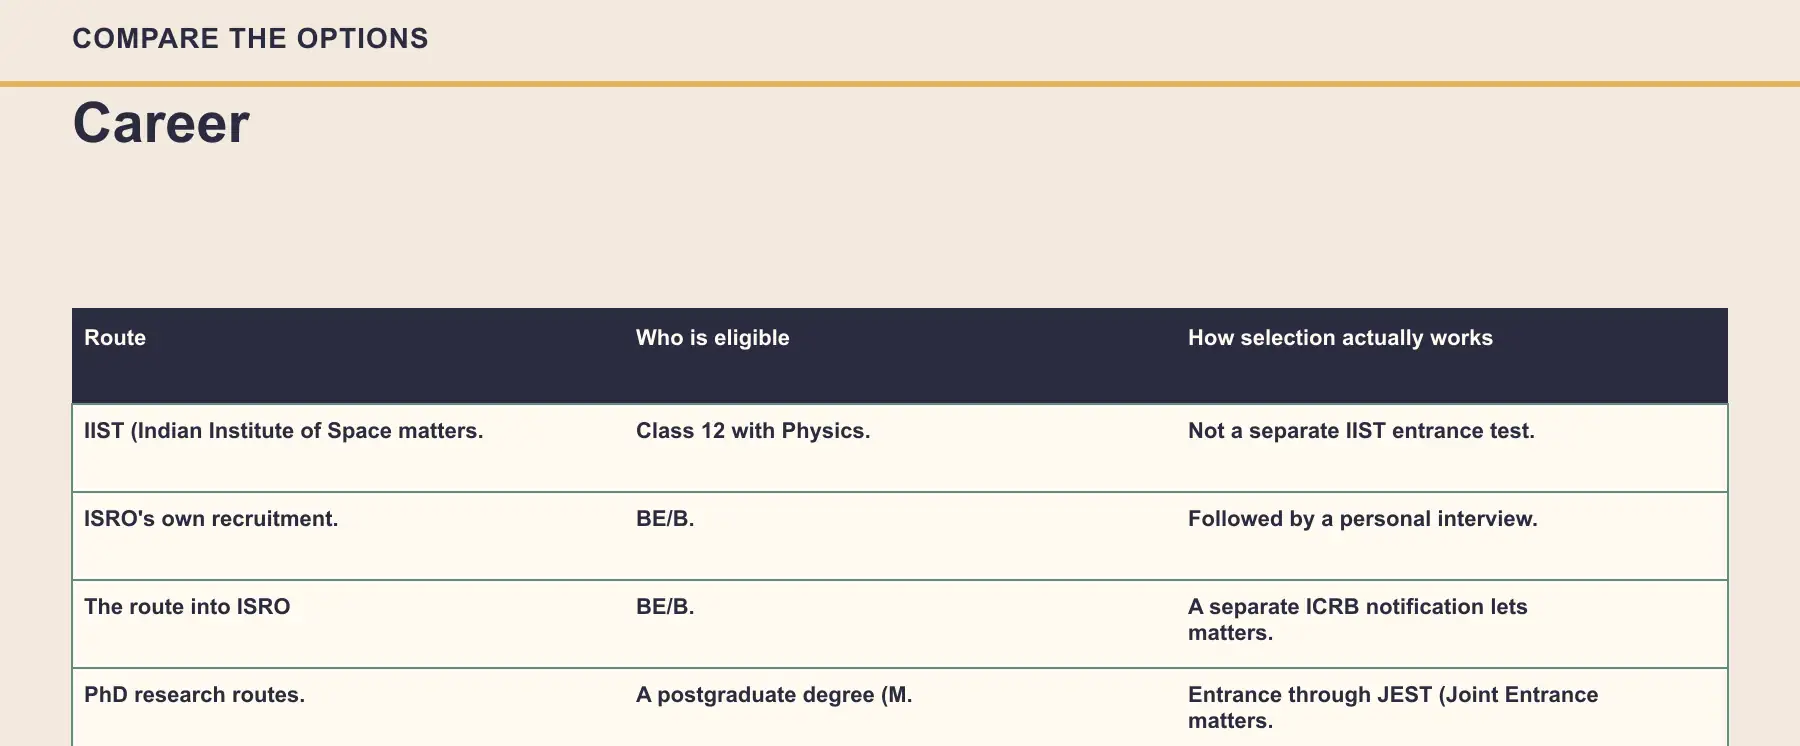 COMPARE THE OPTIONS
Career
Route
Who is eligible
How selection actually works
IIST (Indian Institute of Space matters.
Class 12 with Physics.
Not a separate IIST entrance test.
ISRO's own recruitment.
BE/B.
Followed by a personal interview.
The route into ISRO
BE/B.
A separate ICRB notification lets
matters.
PhD research routes.
A postgraduate degree (M.
Entrance through JEST (Joint Entrance
matters.